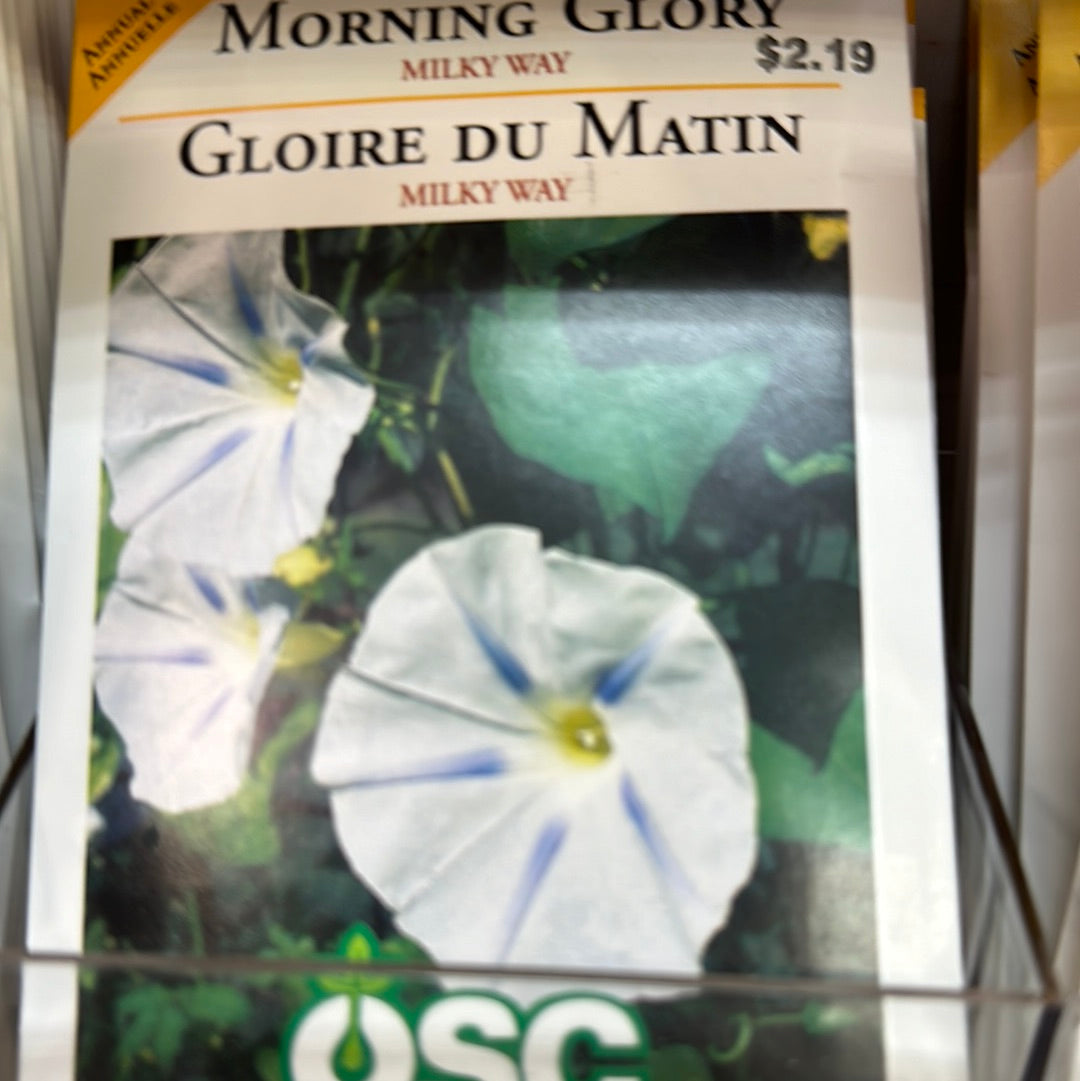 ANNUAL
ANNUELLE
MORNING GLORY
$2.19
MILKY WAY
GLOIRE DU MATIN
MILKY WAY
OSC